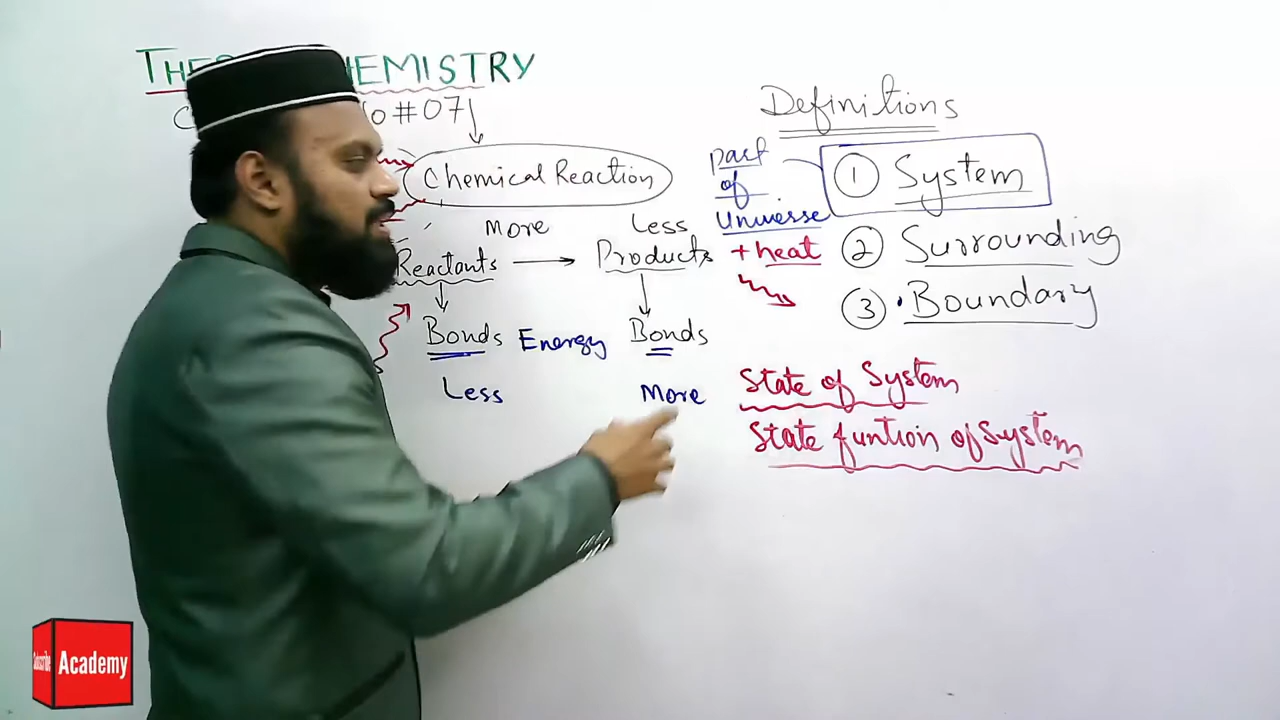 EMISTRY
o #07
Chemical Reaction
More Less
Reactants → Products + heat
Bonds Energy Bonds
Less More
Definitions
part
of
Universe
① System
② Surrounding
③ • Boundary
State of System
State funtion of System
Subscribe
Academy